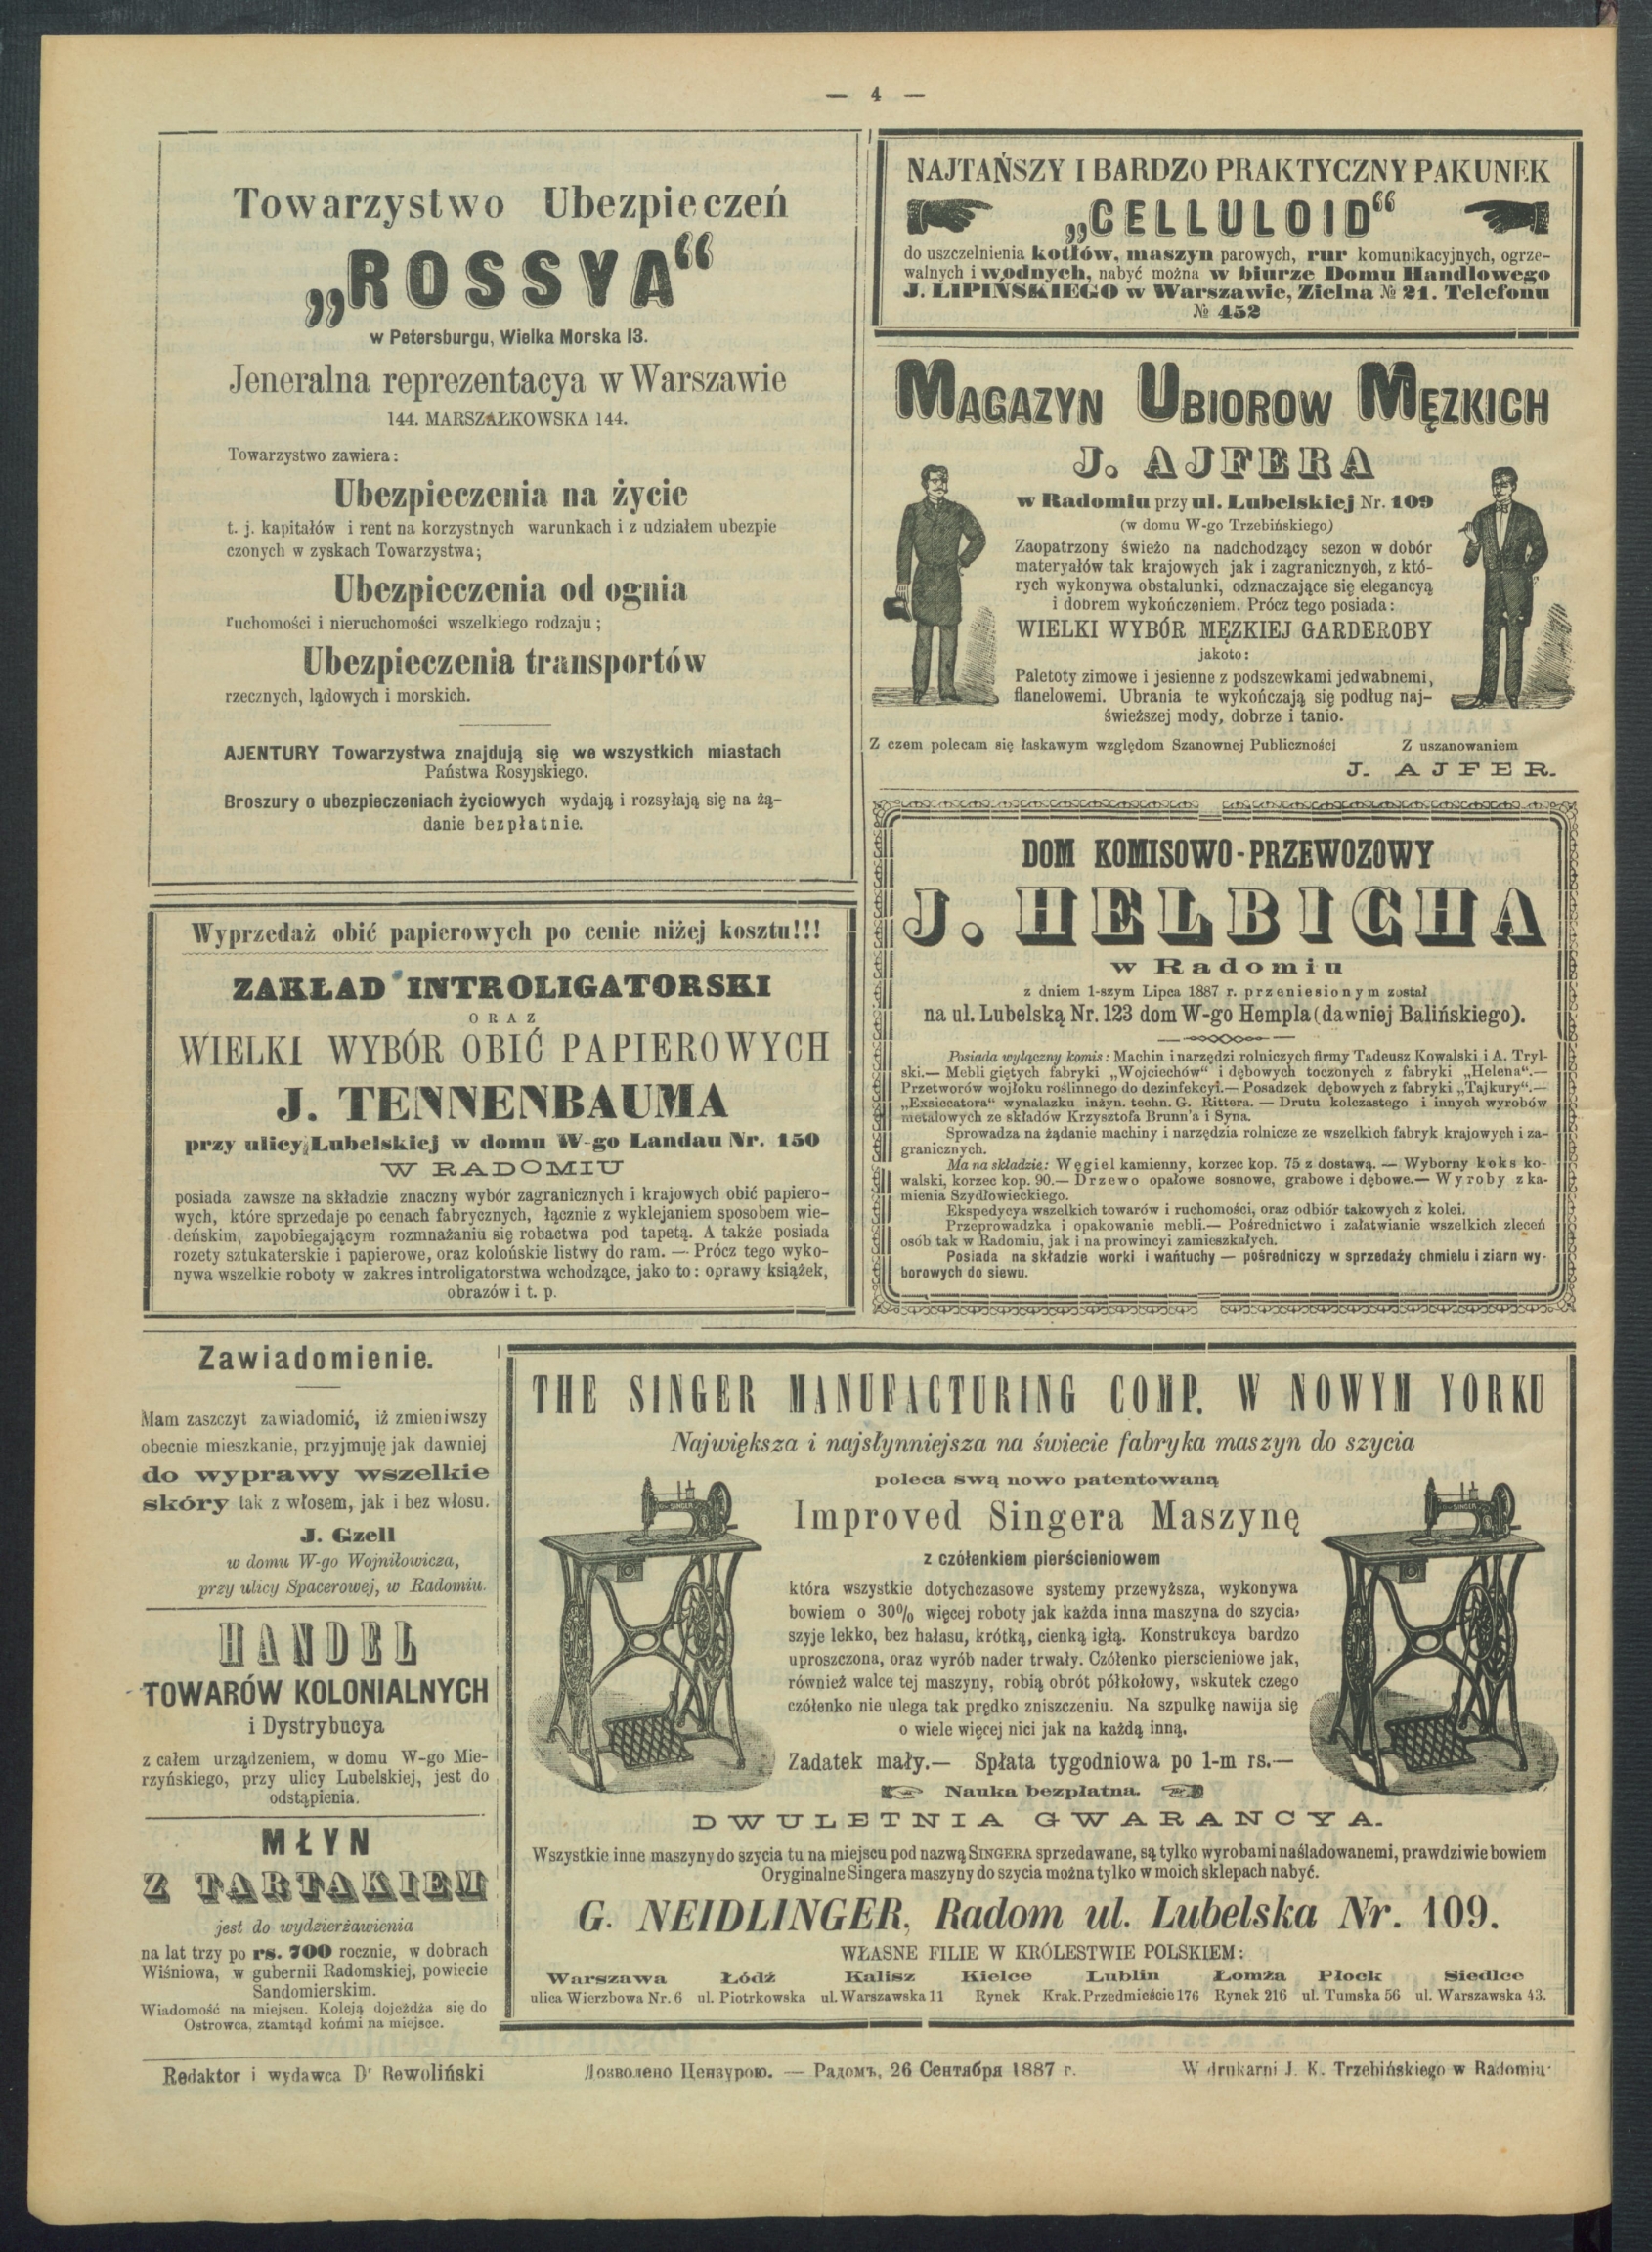 — 4 —
Towarzystwo Ubezpieczeń
„ROSSYA“
w Petersburgu, Wielka Morska 13.
Jeneralna reprezentacya w Warszawie
144. MARSZAŁKOWSKA 144.
Towarzystwo zawiera:
Ubezpieczenia na życie
t. j. kapitałów i rent na korzystnych warunkach i z udziałem ubezpie
czonych w zyskach Towarzystwa;
Ubezpieczenia od ognia
ruchomości i nieruchomości wszelkiego rodzaju;
Ubezpieczenia transportów
rzecznych, lądowych i morskich.
AJENTURY Towarzystwa znajdują się we wszystkich miastach
Państwa Rosyjskiego.
Broszury o ubezpieczeniach życiowych wydają i rozsyłają się na żą-
danie bezpłatnie.
Wyprzedaż obić papierowych po cenie niżej kosztu!!!
ZAKŁAD INTROLIGATORSKI
ORAZ
WIELKI WYBÓR OBIĆ PAPIEROWYCH
J. TENNENBAUMA
przy ulicy Lubelskiej w domu W-go Landau Nr. 150
W RADOMIU
posiada zawsze na składzie znaczny wybór zagranicznych i krajowych obić papiero-
wych, które sprzedaje po cenach fabrycznych, łącznie z wyklejaniem sposobem wie-
deńskim, zapobiegającym rozmnażaniu się robactwa pod tapetą. A także posiada
rozety sztukaterskie i papierowe, oraz kolońskie listwy do ram. — Prócz tego wyko-
nywa wszelkie roboty w zakres introligatorstwa wchodzące, jako to: oprawy książek,
obrazów i t. p.
NAJTAŃSZY I BARDZO PRAKTYCZNY PAKUNEK
„CELLULOID“
do uszczelnienia kotłów, maszyn parowych, rur komunikacyjnych, ogrze-
walnych i wodnych, nabyć można w biurze Domu Handlowego
J. LIPIŃSKIEGO w Warszawie, Zielna № 21. Telefonu
№ 452
MAGAZYN UBIOROW MĘZKICH
J. AJFERA
w Radomiu przy ul. Lubelskiej Nr. 109
(w domu W-go Trzebińskiego)
Zaopatrzony świeżo na nadchodzący sezon w dobór
materyałów tak krajowych jak i zagranicznych, z któ-
rych wykonywa obstalunki, odznaczające się elegancyą
i dobrem wykończeniem. Prócz tego posiada:
WIELKI WYBÓR MĘZKIEJ GARDEROBY
jakoto:
Paletoty zimowe i jesienne z podszewkami jedwabnemi,
flanelowemi. Ubrania te wykończają się podług naj-
świeższej mody, dobrze i tanio.
Z czem polecam się łaskawym względom Szanownej Publiczności Z uszanowaniem
J. AJFER.
DOM KOMISOWO-PRZEWOZOWY
J. HELBICHA
w Radomiu
z dniem 1-szym Lipca 1887 r. przeniesionym został
na ul. Lubelską Nr. 123 dom W-go Hempla (dawniej Balińskiego).
Posiada wyłączny komis: Machin i narzędzi rolniczych firmy Tadeusz Kowalski i A. Tryl-
ski.— Mebli giętych fabryki „Wojciechów“ i dębowych toczonych z fabryki „Helena“.—
Przetworów wojłoku roślinnego do dezinfekcyi.— Posadzek dębowych z fabryki „Tajkury“.—
„Exsiccatora“ wynalazku inżyn. techn. G. Rittera. — Drutu kolczastego i innych wyrobów
metalowych ze składów Krzysztofa Brunn'a i Syna.
Sprowadza na żądanie machiny i narzędzia rolnicze ze wszelkich fabryk krajowych i za-
granicznych.
Ma na składzie: Węgiel kamienny, korzec kop. 75 z dostawą. — Wyborny koks ko-
walski, korzec kop. 90.— Drzewo opałowe sosnowe, grabowe i dębowe.— Wyroby z ka-
mienia Szydłowieckiego.
Ekspedycya wszelkich towarów i ruchomości, oraz odbiór takowych z kolei.
Przeprowadzka i opakowanie mebli.— Pośrednictwo i załatwianie wszelkich zleceń
osób tak w Radomiu, jak i na prowincyi zamieszkałych.
Posiada na składzie worki i wańtuchy — pośredniczy w sprzedaży chmielu i ziarn wy-
borowych do siewu.
Zawiadomienie.
Mam zaszczyt zawiadomić, iż zmieniwszy
obecnie mieszkanie, przyjmuję jak dawniej
do wyprawy wszelkie
skóry tak z włosem, jak i bez włosu.
J. Gzell
w domu W-go Wojniłowicza,
przy ulicy Spacerowej, w Radomiu.
HANDEL
TOWARÓW KOLONIALNYCH
i Dystrybucya
z całem urządzeniem, w domu W-go Mie-
rzyńskiego, przy ulicy Lubelskiej, jest do
odstąpienia.
MŁYN
Z TARTAKIEM
jest do wydzierżawienia
na lat trzy po rs. 700 rocznie, w dobrach
Wiśniowa, w gubernii Radomskiej, powiecie
Sandomierskim.
Wiadomość na miejscu. Koleją dojeżdża się do
Ostrowca, ztamtąd końmi na miejsce.
THE SINGER MANUFACTURING COMP. W NOWYM YORKU
Największa i najsłynniejsza na świecie fabryka maszyn do szycia
poleca swą nowo patentowaną
Improved Singera Maszynę
z czółenkiem pierścieniowem
która wszystkie dotychczasowe systemy przewyższa, wykonywa
bowiem o 30% więcej roboty jak każda inna maszyna do szycia,
szyje lekko, bez hałasu, krótką, cienką igłą. Konstrukcya bardzo
uproszczona, oraz wyrób nader trwały. Czółenko pierscieniowe jak,
również walce tej maszyny, robią obrót półkołowy, wskutek czego
czółenko nie ulega tak prędko zniszczeniu. Na szpulkę nawija się
o wiele więcej nici jak na każdą inną.
Zadatek mały.— Spłata tygodniowa po 1-m rs.—
Nauka bezpłatna.
DWULETNIA GWARANCYA.
Wszystkie inne maszyny do szycia tu na miejscu pod nazwą SINGERA sprzedawane, są tylko wyrobami naśladowanemi, prawdziwie bowiem
Oryginalne Singera maszyny do szycia można tylko w moich sklepach nabyć.
G. NEIDLINGER, Radom ul. Lubelska Nr. 109.
WŁASNE FILIE W KRÓLESTWIE POLSKIEM:
Warszawa Łódź Kalisz Kielce Lublin Łomża Płock Siedlce
ulica Wierzbowa Nr. 6 ul. Piotrkowska ul. Warszawska 11 Rynek Krak. Przedmieście 176 Rynek 216 ul. Tumska 56 ul. Warszawska 43.
Redaktor i wydawca Dr Rewoliński Дозволено Цензурою. — Радомъ, 26 Сентября 1887 г. W drukarni J. K. Trzebińskiego w Radomiu